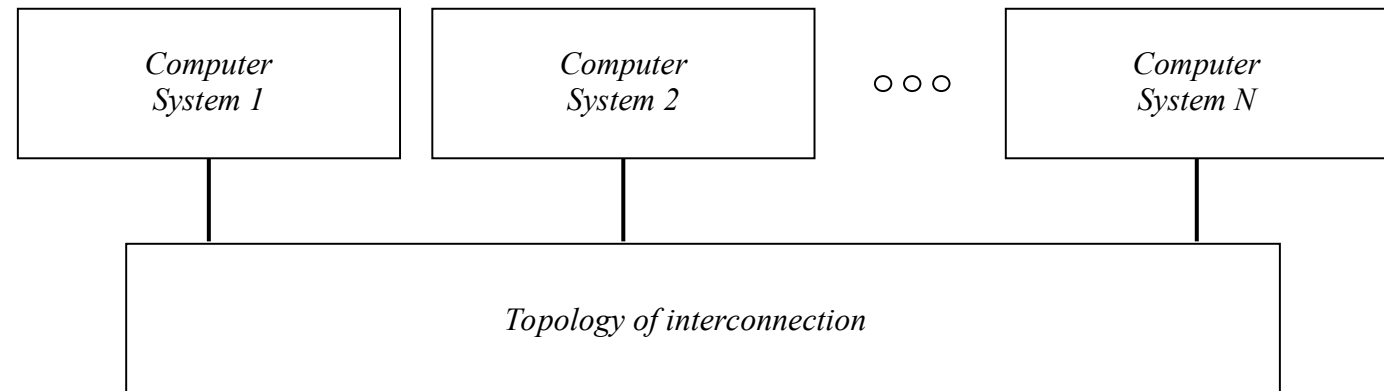 Computer
System 1
Computer
System 2
Computer
System N
Topology of interconnection